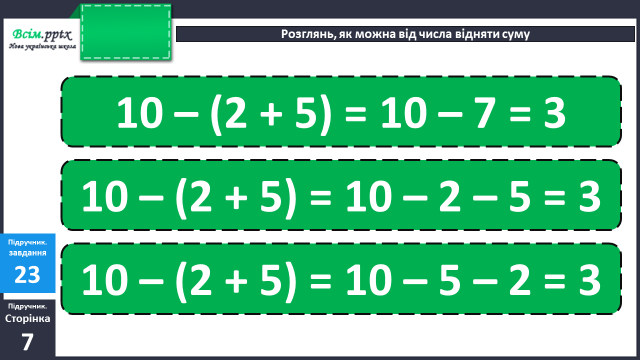 Всім.pptx
Нова українська школа
Розглянь, як можна від числа відняти суму
10 – (2 + 5) = 10 – 7 = 3
10 – (2 + 5) = 10 – 2 – 5 = 3
10 – (2 + 5) = 10 – 5 – 2 = 3
Підручник.
завдання
23
Підручник.
Сторінка
7